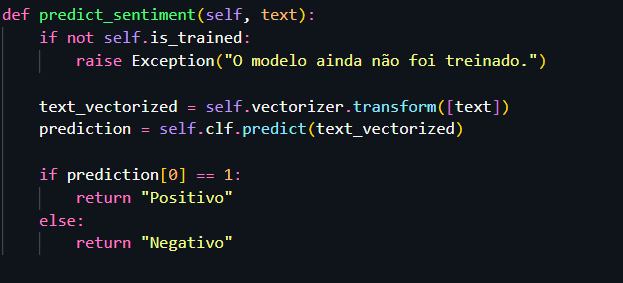 def predict_sentiment(self, text):
if not self.is_trained:
raise Exception("O modelo ainda não foi treinado.")
text_vectorized = self.vectorizer.transform([text])
prediction = self.clf.predict(text_vectorized)
if prediction[0] == 1:
return "Positivo"
else:
return "Negativo"